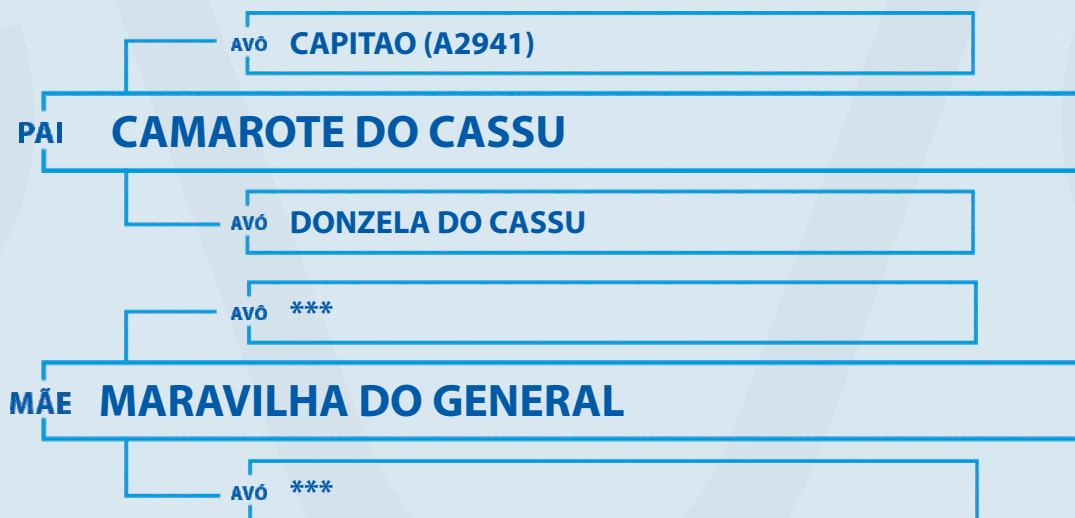 AVÔ CAPITAO (A2941)
PAI CAMAROTE DO CASSU
AVÓ DONZELA DO CASSU
AVÔ ***
MÃE MARAVILHA DO GENERAL
AVÓ ***